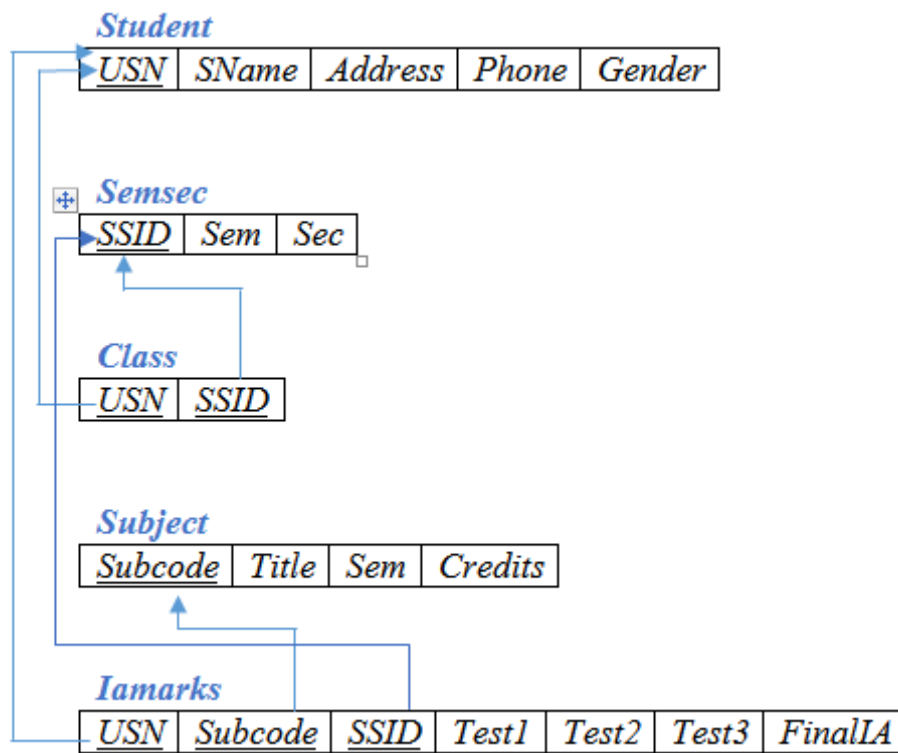 Student
USN SName Address Phone Gender
Semsec
SSID Sem Sec
Class
USN SSID
Subject
Subcode Title Sem Credits
Iamarks
USN Subcode SSID Test1 Test2 Test3 FinalIA